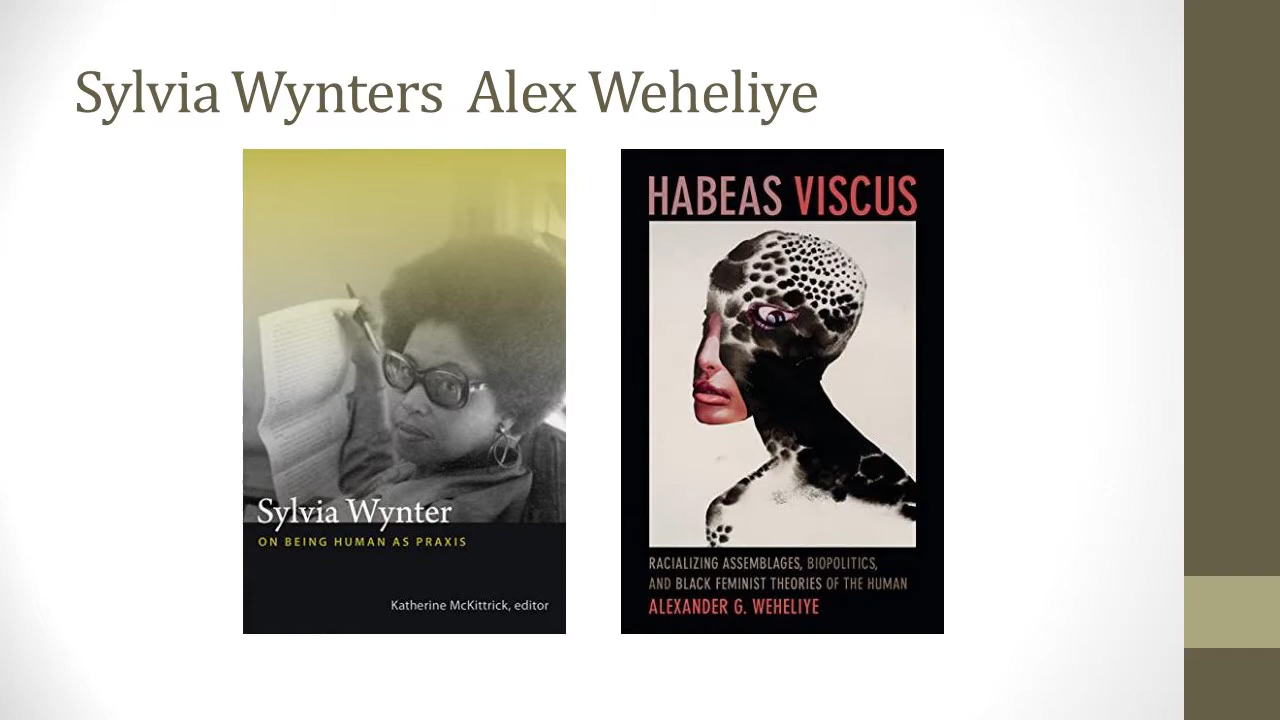 Sylvia Wynters  Alex Weheliye
Sylvia Wynter
ON BEING HUMAN AS PRAXIS
Katherine McKittrick, editor
HABEAS VISCUS
RACIALIZING ASSEMBLAGES, BIOPOLITICS,
AND BLACK FEMINIST THEORIES OF THE HUMAN
ALEXANDER G. WEHELIYE